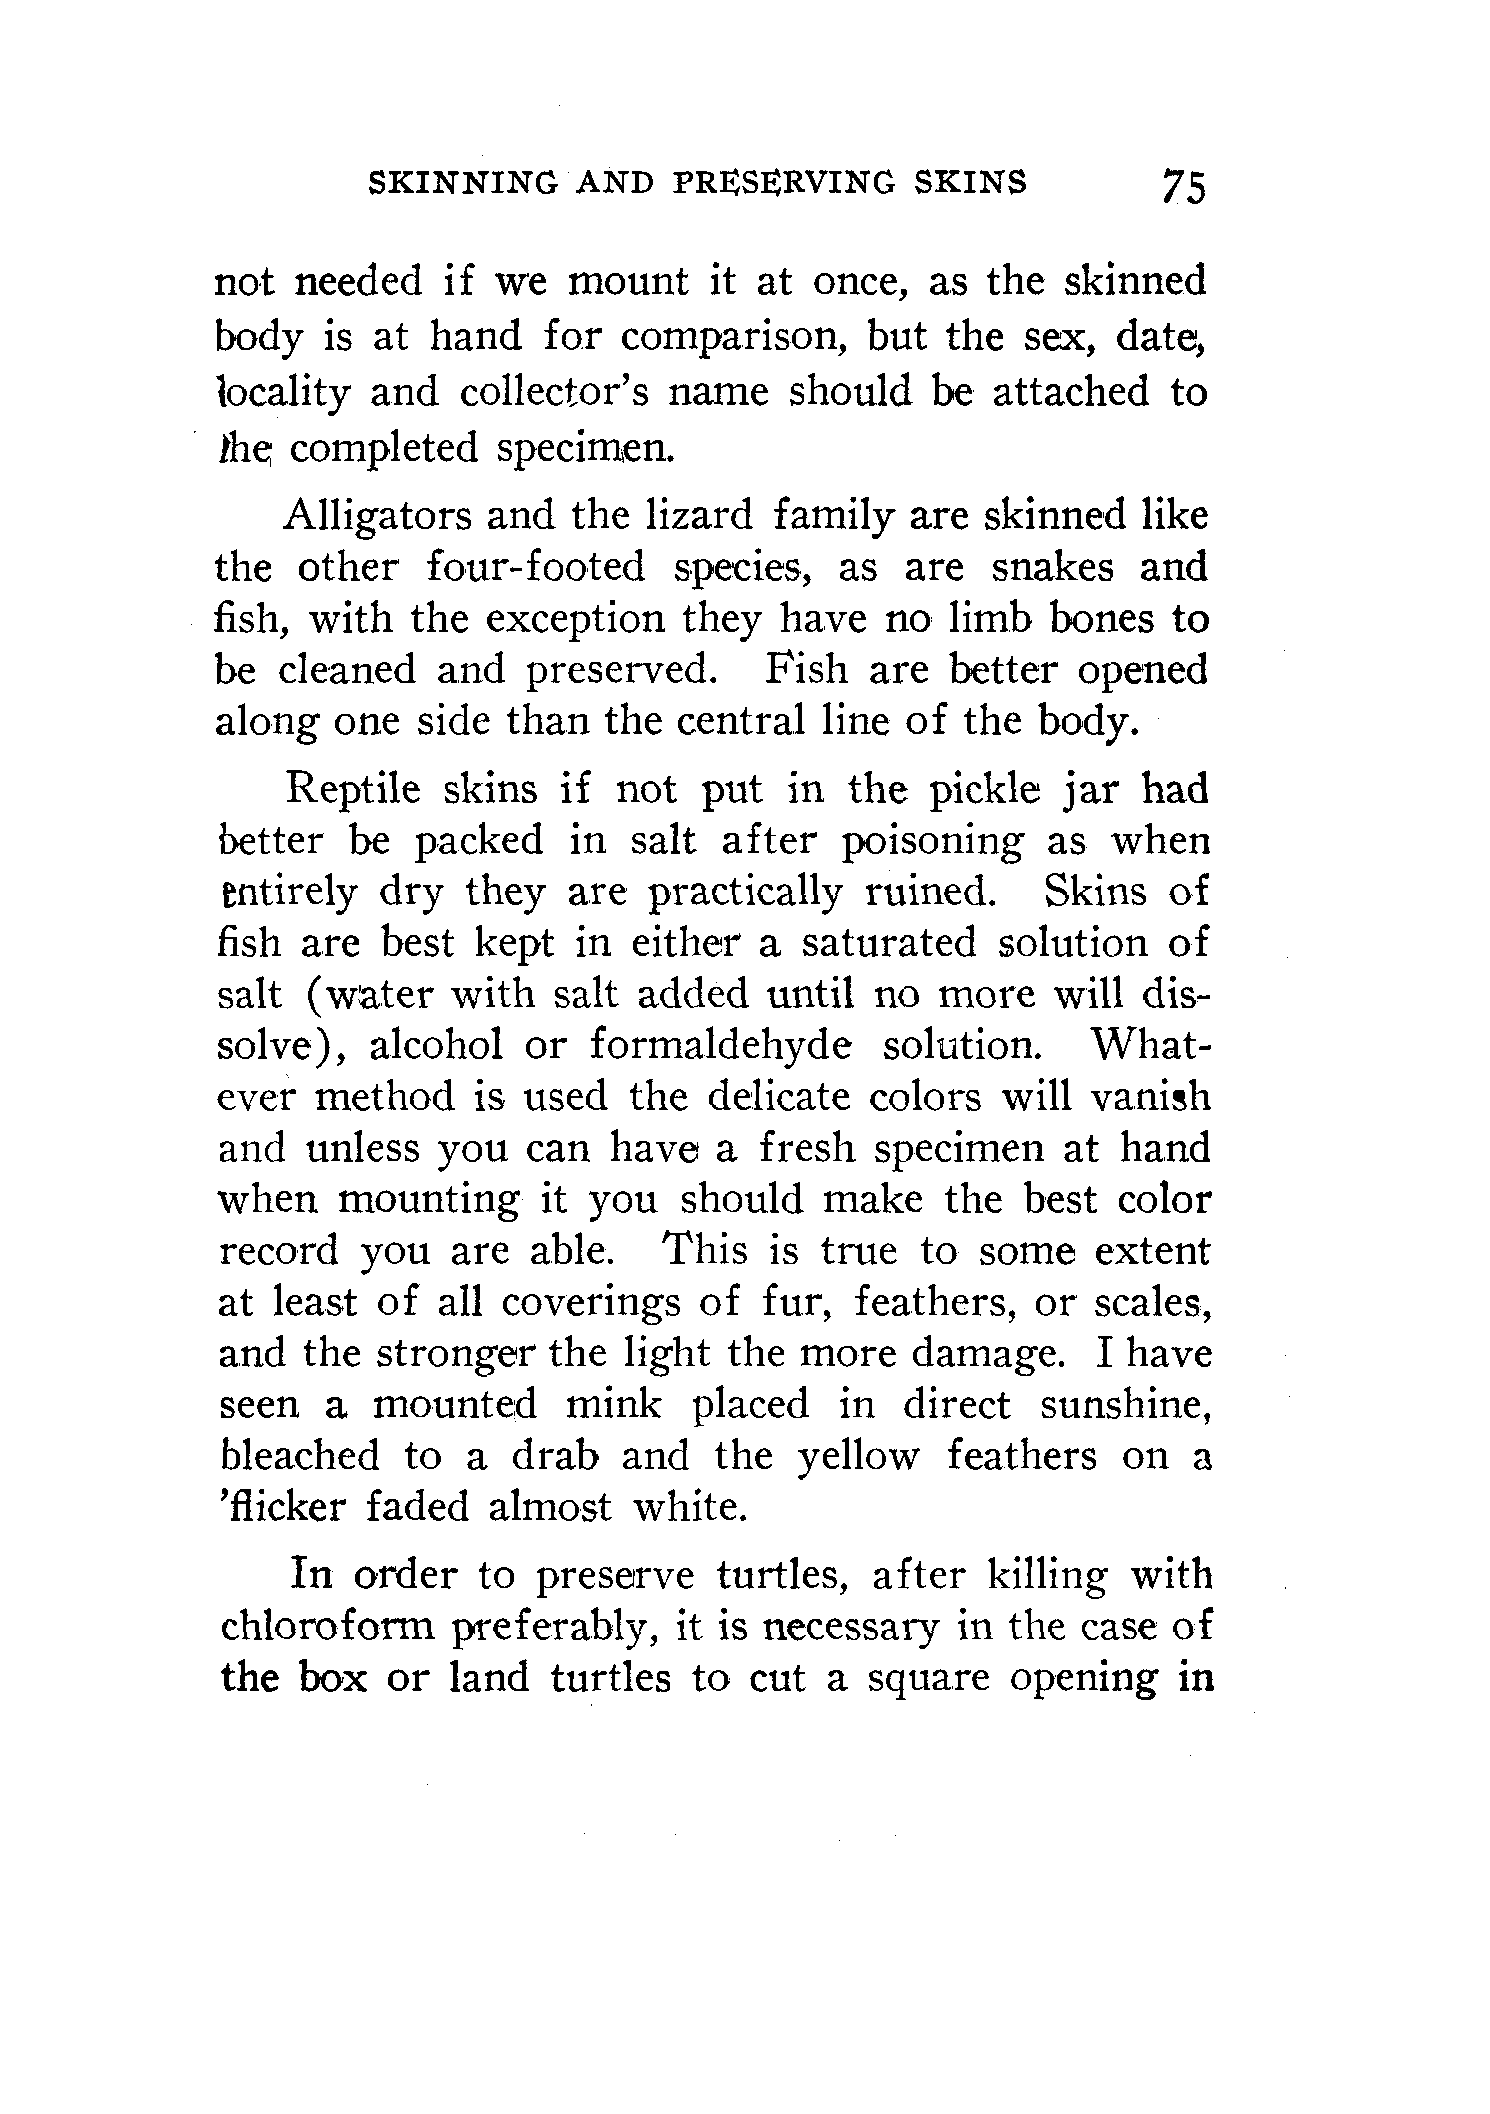 SKINNING AND PRESERVING SKINS 75
not needed if we mount it at once, as the skinned
body is at hand for comparison, but the sex, date,
locality and collector's name should be attached to
the completed specimen.
Alligators and the lizard family are skinned like
the other four-footed species, as are snakes and
fish, with the exception they have no limb bones to
be cleaned and preserved. Fish are better opened
along one side than the central line of the body.
Reptile skins if not put in the pickle jar had
better be packed in salt after poisoning as when
entirely dry they are practically ruined. Skins of
fish are best kept in either a saturated solution of
salt (water with salt added until no more will dis-
solve), alcohol or formaldehyde solution. What-
ever method is used the delicate colors will vanish
and unless you can have a fresh specimen at hand
when mounting it you should make the best color
record you are able. This is true to some extent
at least of all coverings of fur, feathers, or scales,
and the stronger the light the more damage. I have
seen a mounted mink placed in direct sunshine,
bleached to a drab and the yellow feathers on a
'flicker faded almost white.
In order to preserve turtles, after killing with
chloroform preferably, it is necessary in the case of
the box or land turtles to cut a square opening in